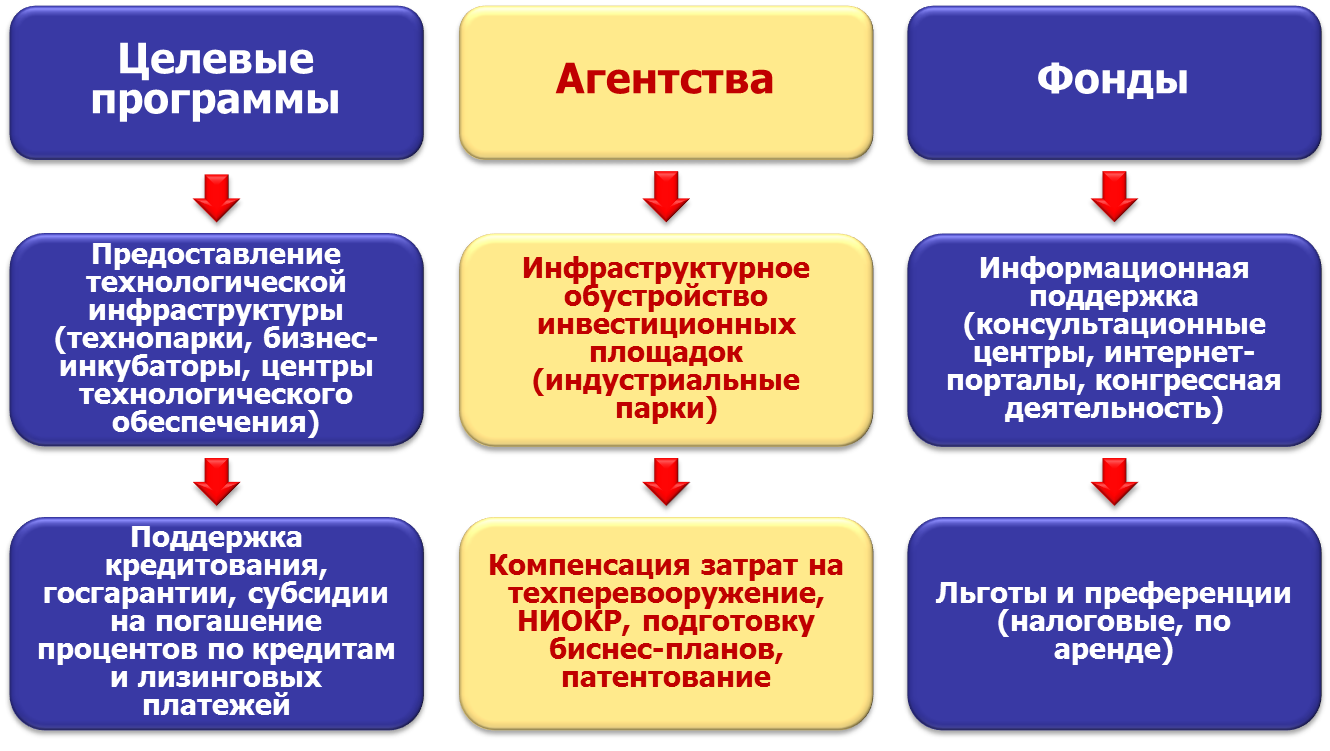 Целевые
программы
Агентства
Фонды
Предоставление
технологической
инфраструктуры
(технопарки, бизнес-
инкубаторы, центры
технологического
обеспечения)
Инфраструктурное
обустройство
инвестиционных
площадок
(индустриальные
парки)
Информационная
поддержка
(консультационные
центры, интернет-
порталы, конгрессная
деятельность)
Поддержка
кредитования,
госгарантии, субсидии
на погашение
процентов по кредитам
и лизинговых
платежей
Компенсация затрат на
техперевооружение,
НИОКР, подготовку
биснес-планов,
патентование
Льготы и преференции
(налоговые, по
аренде)